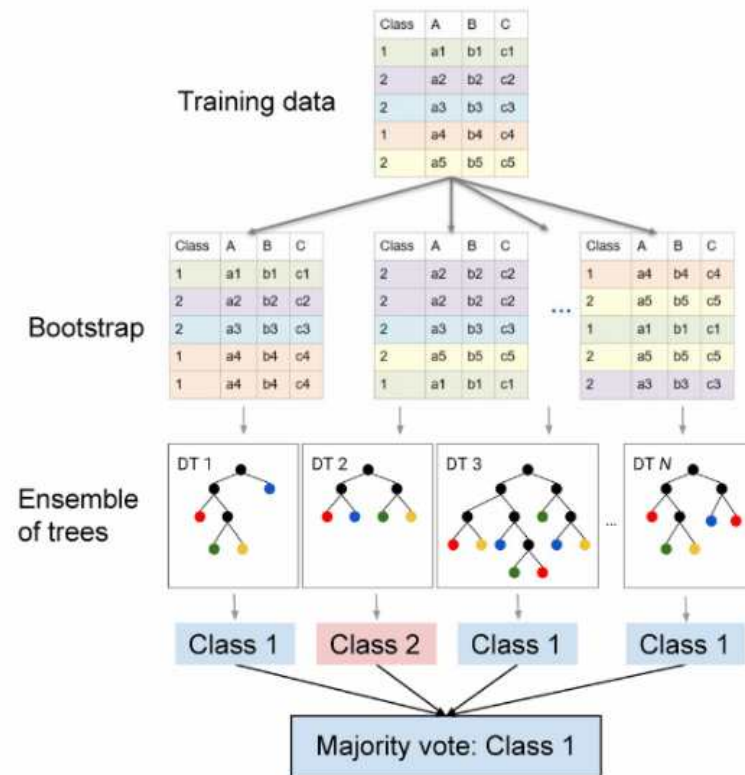 Training data
Class A B C
1 a1 b1 c1
2 a2 b2 c2
2 a3 b3 c3
1 a4 b4 c4
2 a5 b5 c5
Bootstrap
Class A B C
1 a1 b1 c1
2 a2 b2 c2
2 a3 b3 c3
1 a4 b4 c4
1 a4 b4 c4
Class A B C
2 a2 b2 c2
2 a2 b2 c2
2 a3 b3 c3
2 a5 b5 c5
1 a1 b1 c1
...
Class A B C
1 a4 b4 c4
2 a5 b5 c5
1 a1 b1 c1
2 a5 b5 c5
2 a3 b3 c3
Ensemble
of trees
DT 1
DT 2
DT 3
...
DT N
Class 1
Class 2
Class 1
Class 1
Majority vote: Class 1